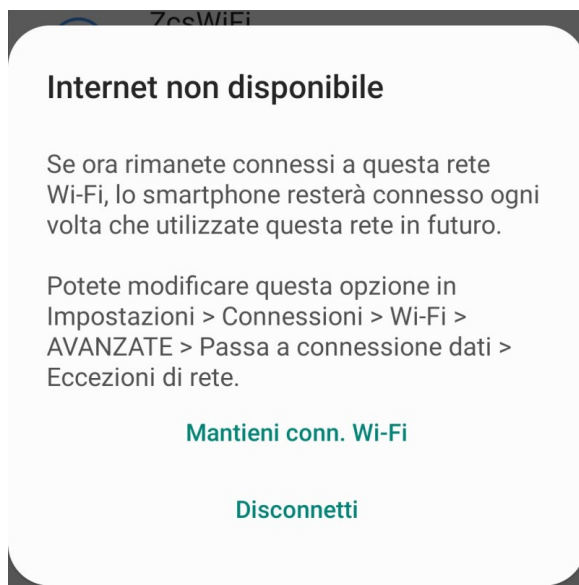 ZcsWiFi
Internet non disponibile
Se ora rimanete connessi a questa rete
Wi-Fi, lo smartphone resterà connesso ogni
volta che utilizzate questa rete in futuro.
Potete modificare questa opzione in
Impostazioni > Connessioni > Wi-Fi >
AVANZATE > Passa a connessione dati >
Eccezioni di rete.
Mantieni conn. Wi-Fi
Disconnetti